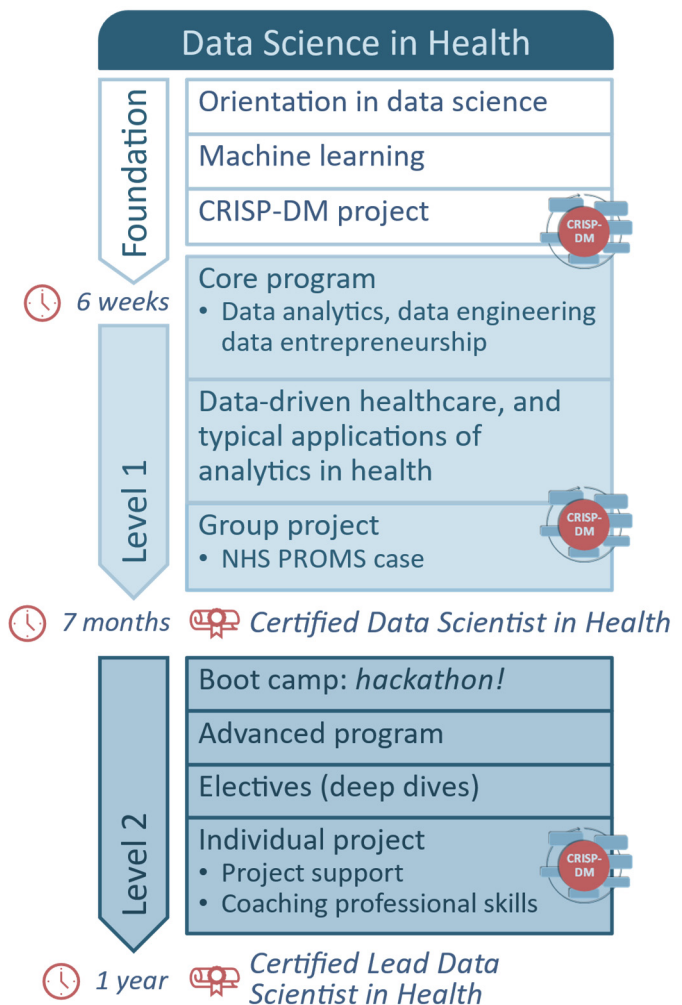 Data Science in Health
Foundation
Orientation in data science
Machine learning
CRISP-DM project
CRISP-
DM
6 weeks
Level 1
Core program
• Data analytics, data engineering
data entrepreneurship
Data-driven healthcare, and
typical applications of
analytics in health
Group project
• NHS PROMS case
CRISP-
DM
7 months
Certified Data Scientist in Health
Level 2
Boot camp: hackathon!
Advanced program
Electives (deep dives)
Individual project
• Project support
• Coaching professional skills
CRISP-
DM
1 year
Certified Lead Data
Scientist in Health